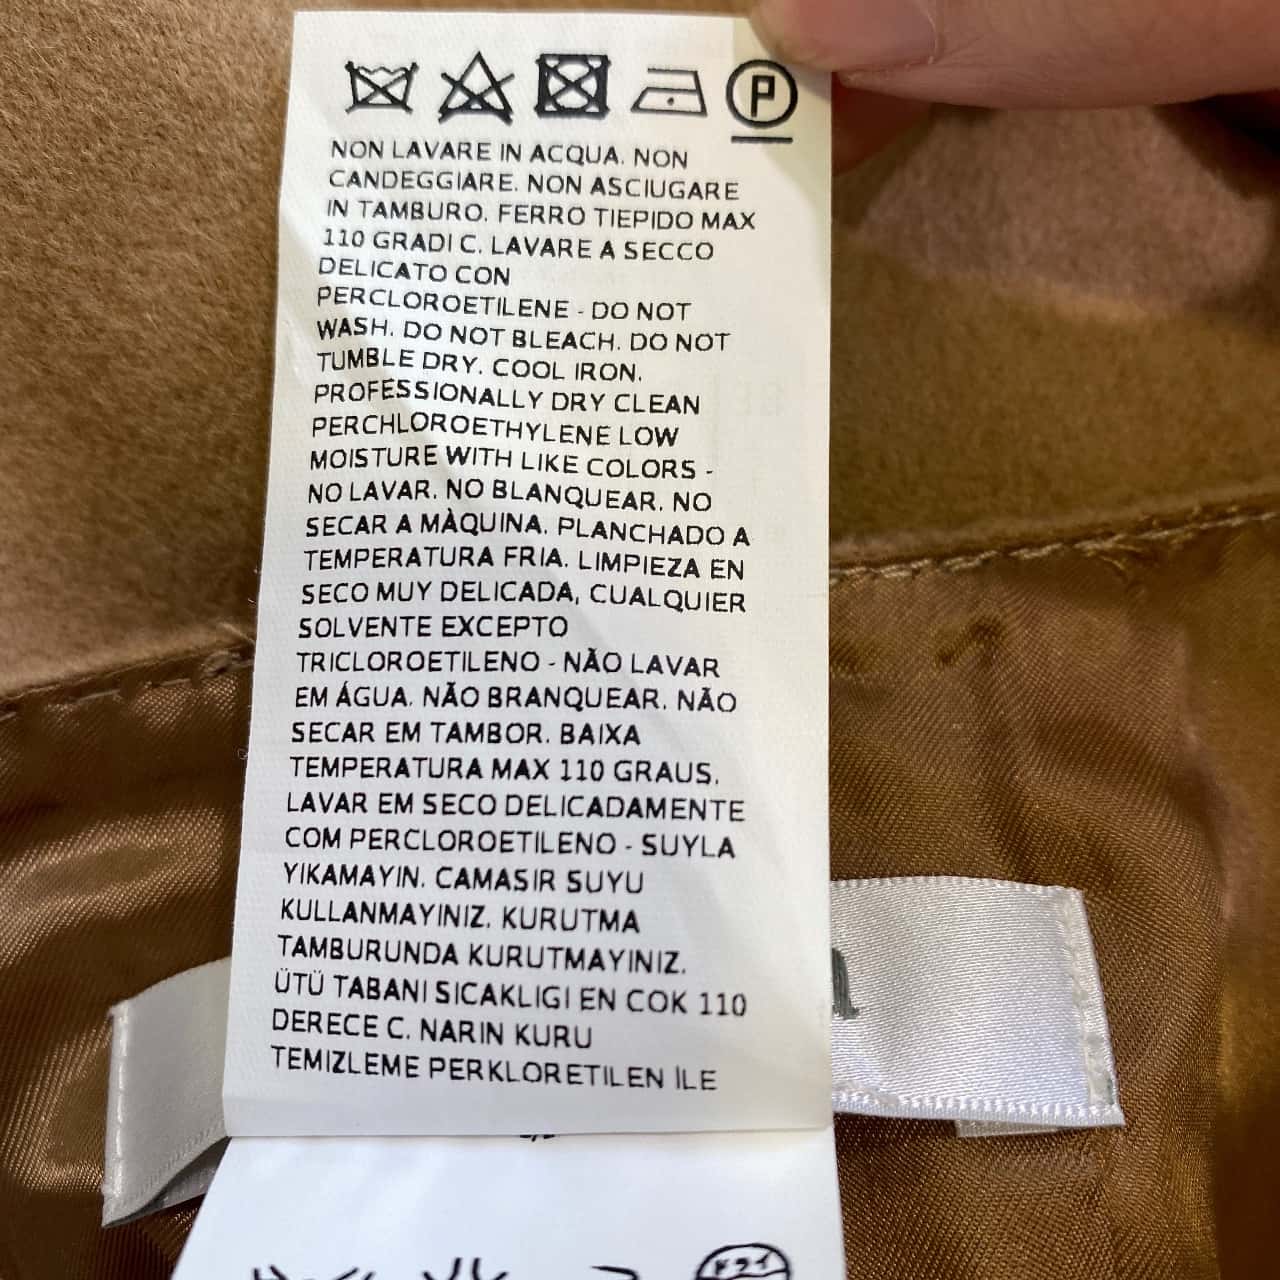 P
NON LAVARE IN ACQUA. NON
CANDEGGIARE. NON ASCIUGARE
IN TAMBURO. FERRO TIEPIDO MAX
110 GRADI C. LAVARE A SECCO
DELICATO CON
PERCLOROETILENE - DO NOT
WASH. DO NOT BLEACH. DO NOT
TUMBLE DRY. COOL IRON.
PROFESSIONALLY DRY CLEAN
PERCHLOROETHYLENE LOW
MOISTURE WITH LIKE COLORS -
NO LAVAR. NO BLANQUEAR. NO
SECAR A MÀQUINA. PLANCHADO A
TEMPERATURA FRIA. LIMPIEZA EN
SECO MUY DELICADA, CUALQUIER
SOLVENTE EXCEPTO
TRICLOROETILENO - NÃO LAVAR
EM ÁGUA. NÃO BRANQUEAR. NÃO
SECAR EM TAMBOR. BAIXA
TEMPERATURA MAX 110 GRAUS.
LAVAR EM SECO DELICADAMENTE
COM PERCLOROETILENO - SUYLA
YIKAMAYIN. CAMASIR SUYU
KULLANMAYINIZ. KURUTMA
TAMBURUNDA KURUTMAYINIZ.
ÜTÜ TABANI SICAKLIGI EN COK 110
DERECE C. NARIN KURU
TEMIZLEME PERKLORETILEN İLE
ドライ